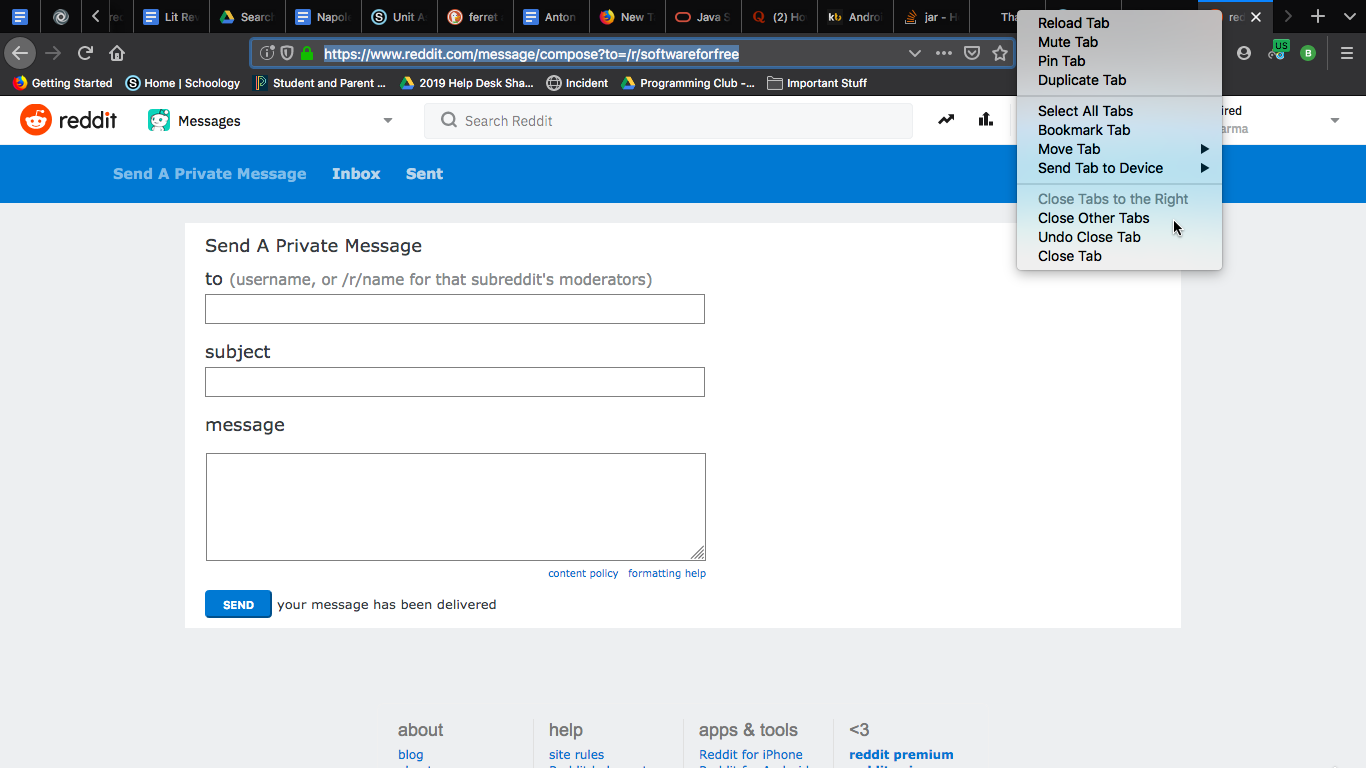 Lit Re
Search
Napol
Unit A
ferret
Anton
New T
Java S
(2) Ho
Andro
jar - H
Tha
red
https://www.reddit.com/message/compose?to=/r/softwareforfree
US
B
Getting Started
Home | Schoology
Student and Parent ...
2019 Help Desk Sha...
Incident
Programming Club -...
Important Stuff
reddit
Messages
Search Reddit
ired
arma
Reload Tab
Mute Tab
Pin Tab
Duplicate Tab
Select All Tabs
Bookmark Tab
Move Tab
Send Tab to Device
Close Tabs to the Right
Close Other Tabs
Undo Close Tab
Close Tab
Send A Private Message
Inbox
Sent
Send A Private Message
to (username, or /r/name for that subreddit's moderators)
subject
message
content policy formatting help
SEND your message has been delivered
about
help
apps & tools
<3
blog
site rules
Reddit for iPhone
reddit premium